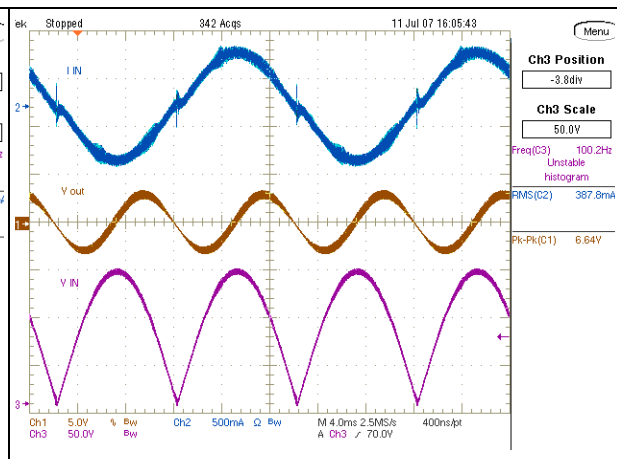 ek Stopped 342 Acqs 11 Jul 07 16:05:43
Menu
Ch3 Position
-3.8div
Ch3 Scale
50.0V
Freq(C3) 100.2Hz
Unstable
histogram
RMS(C2) 387.8mA
Pk-Pk(C1) 6.64V
I IN
2
Y out
1
Y IN
3
Ch1 5.0V Bw Ch2 500mA Ω Bw M 4.0ms 2.5MS/s 400ns/pt
Ch3 50.0V Bw A Ch3 / 70.0V